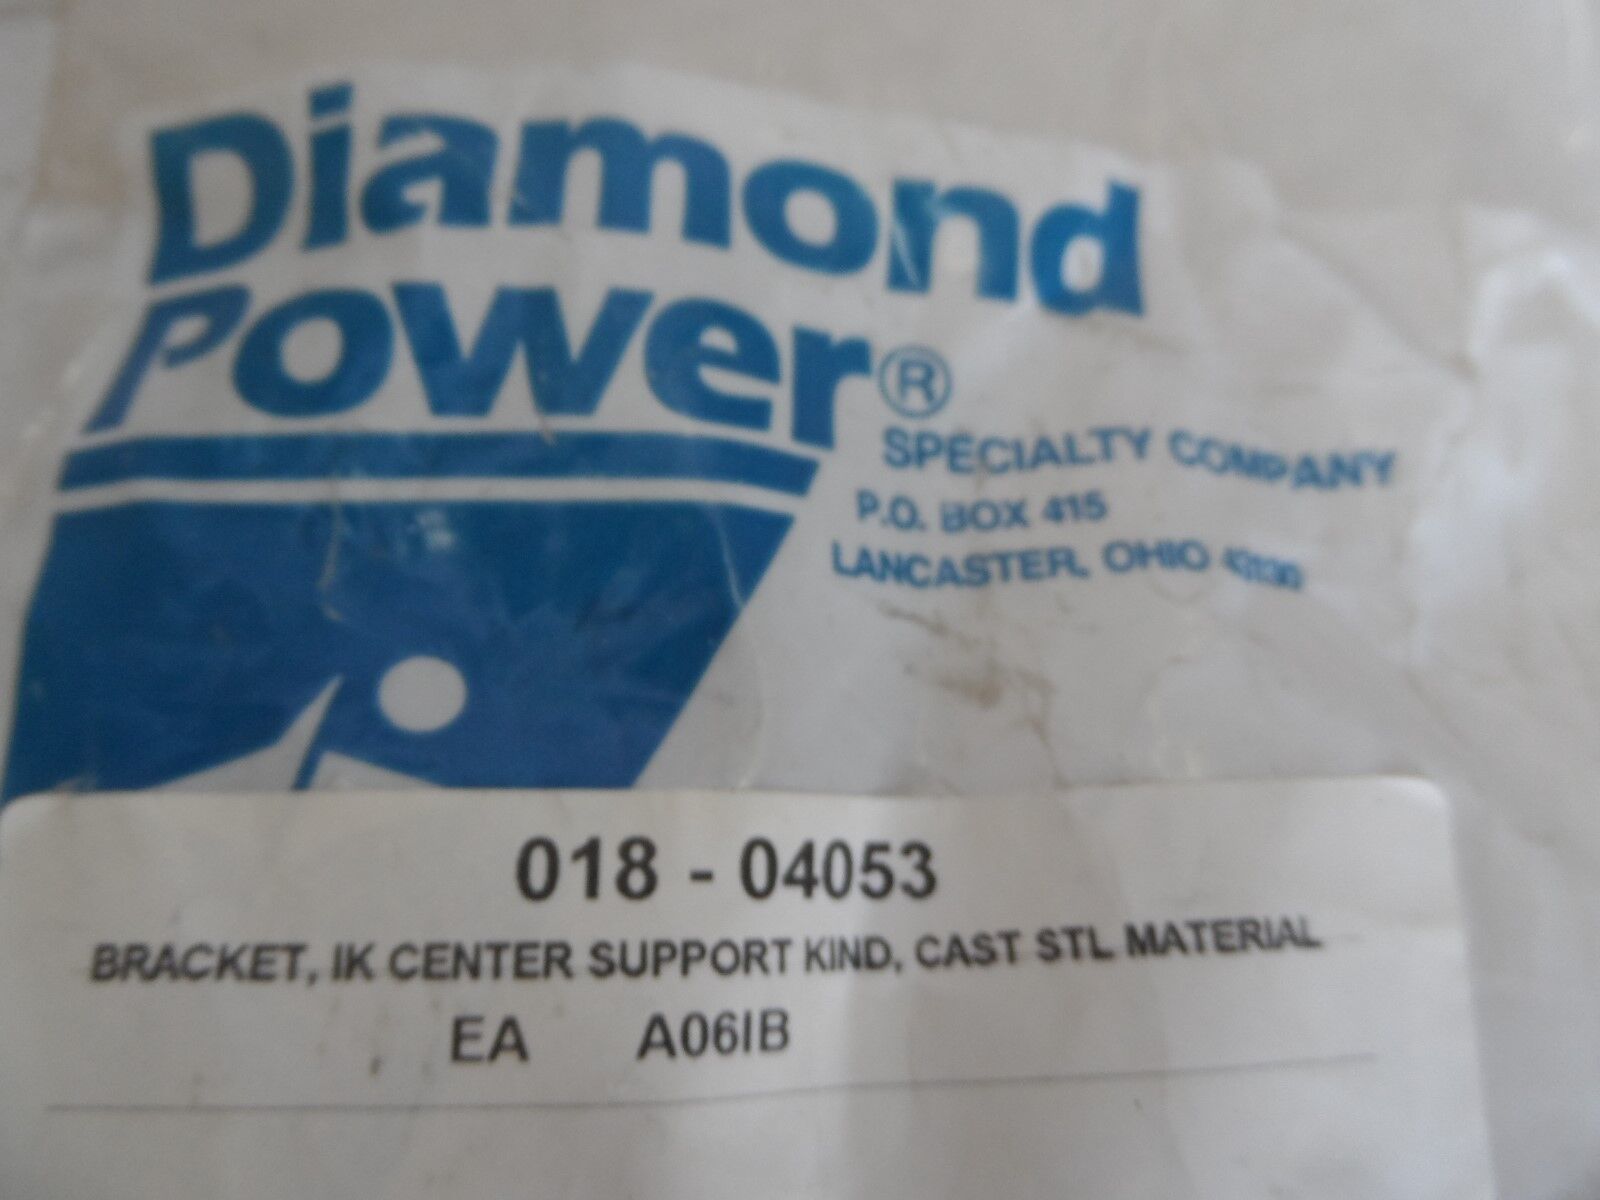 Diamond
Power®
SPECIALTY COMPANY
P.O. BOX 415
LANCASTER, OHIO 43130
018 - 04053
BRACKET, IK CENTER SUPPORT KIND, CAST STL MATERIAL
EA A06IB